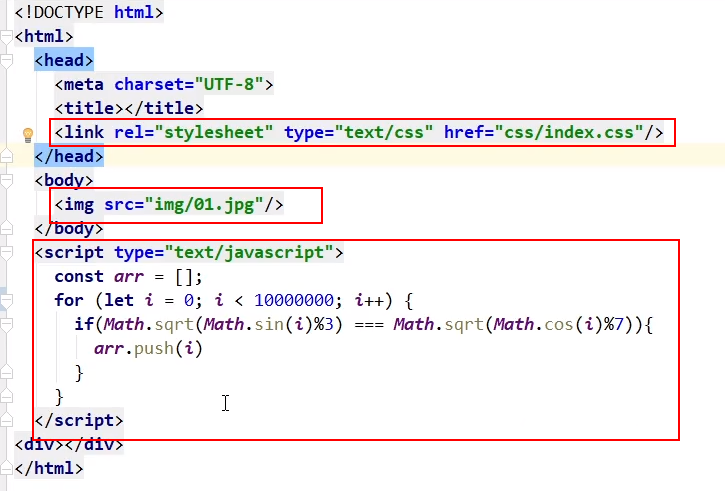 <!DOCTYPE html>
<html>
<head>
<meta charset="UTF-8">
<title></title>
<link rel="stylesheet" type="text/css" href="css/index.css"/>
</head>
<body>
<img src="img/01.jpg"/>
</body>
<script type="text/javascript">
const arr = [];
for (let i = 0; i < 10000000; i++) {
if(Math.sqrt(Math.sin(i)%3) === Math.sqrt(Math.cos(i)%7)){
arr.push(i)
}
}
</script>
<div></div>
</html>